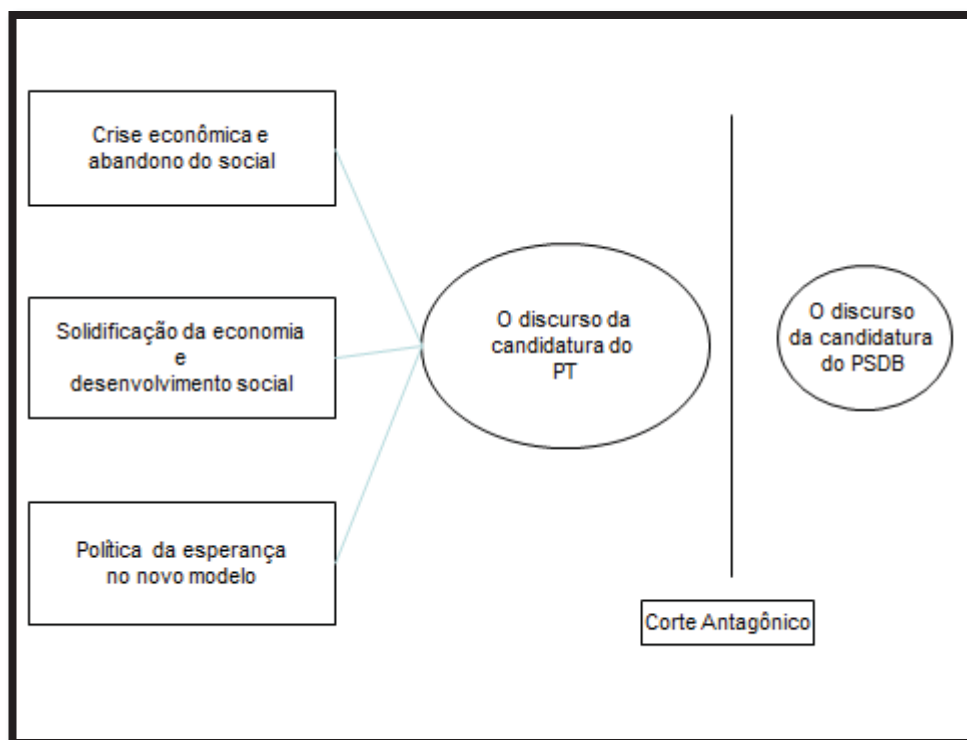 Crise econômica e
abandono do social
Solidificação da economia
e
desenvolvimento social
Política da esperança
no novo modelo
O discurso da
candidatura do
PT
O discurso
da candidatura
do PSDB
Corte Antagônico